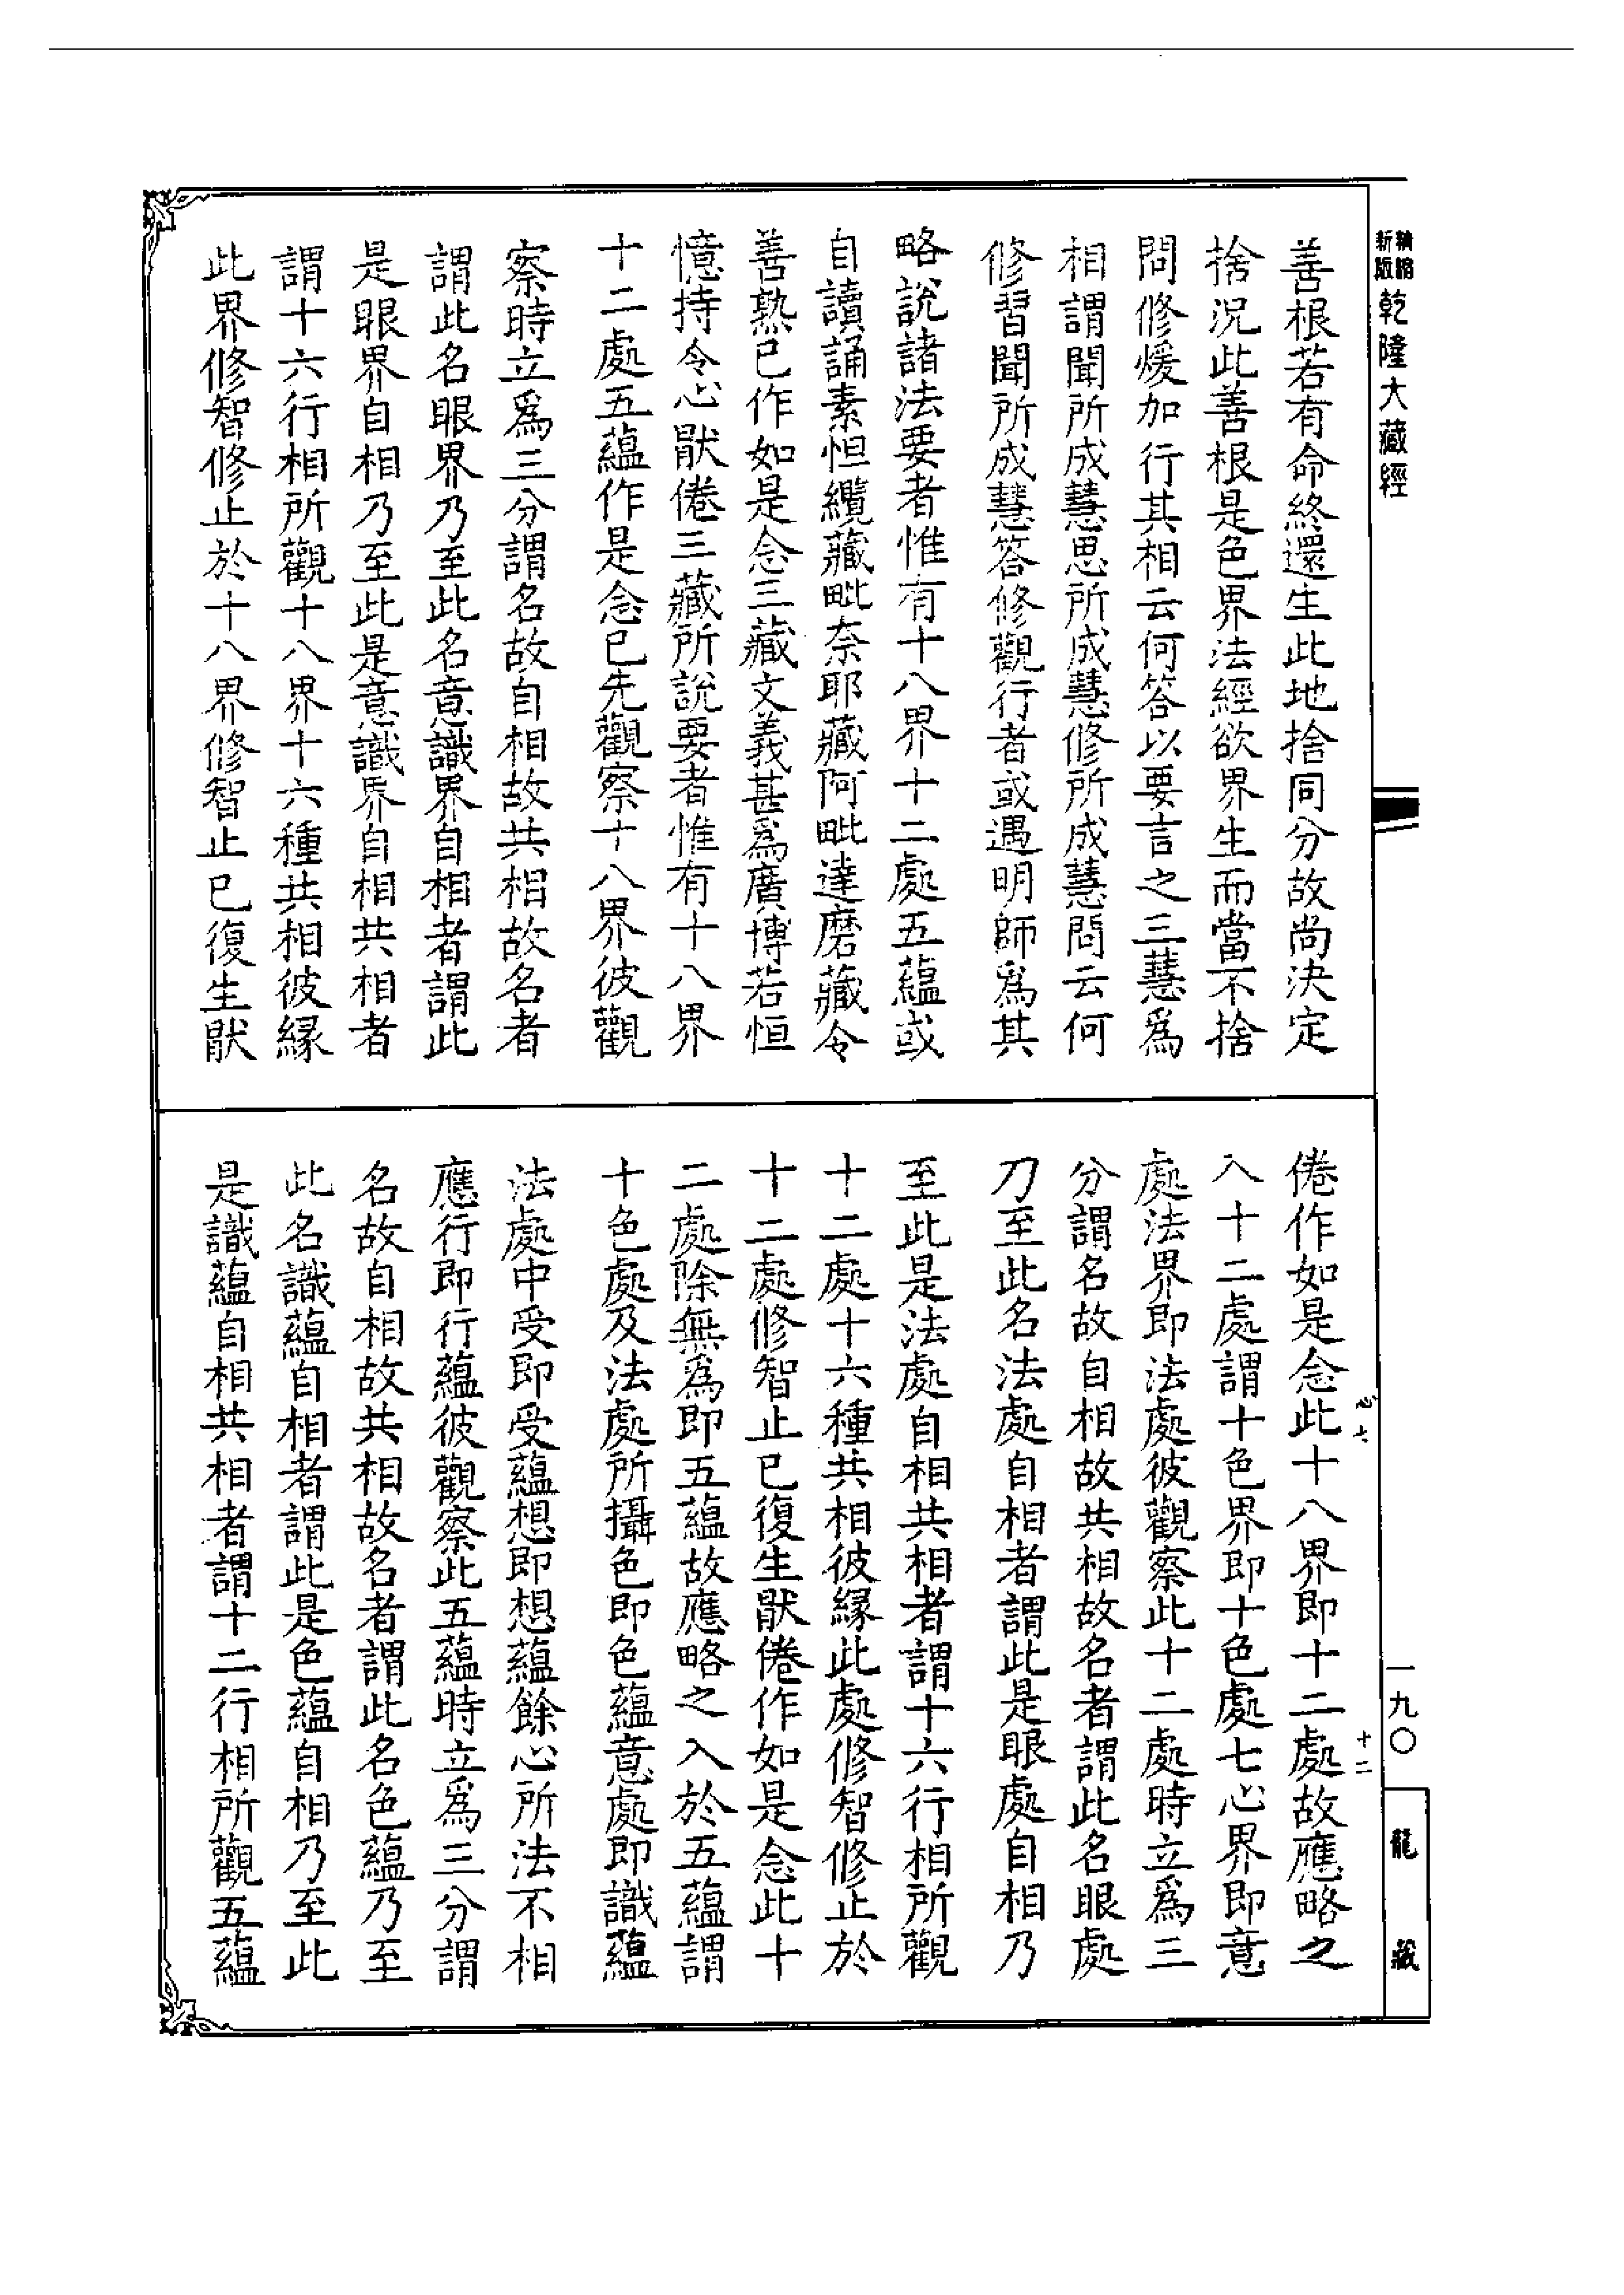 精縮新版乾隆大藏經
善根若有命終還生此地捨同分故尚決定
捨況此善根是色界法經欲界生而當不捨
問修煖加行其相云何答以要言之三慧爲
相謂聞所成慧思所成慧修所成慧問云何
修習聞所成慧答修觀行者或遇明師爲其
略說諸法要者惟有十八界十二處五蘊或
自讀誦素怛纜藏毗奈耶藏阿毗達磨藏令
善熟已作如是念三藏文義甚爲廣博若恒
憶持令心厭倦三藏所說要者惟有十八界
十二處五蘊作是念已先觀察十八界彼觀
察時立爲三分謂名故自相故共相故名者
謂此名眼界乃至此名意識界自相者謂此
是眼界自相乃至此是意識界自相共相者
謂十六行相所觀十八界十六種共相彼緣
此界修智修止於十八界修智止已復生厭
倦作如是念此十八界即十二處故應略之
入十二處謂十色界即十色處七心界即意
處法界即法處彼觀察此十二處時立爲三
分謂名故自相故共相故名者謂此名眼處
乃至此名法處自相者謂此是眼處自相乃
至此是法處自相共相者謂十六行相所觀
十二處十六種共相彼緣此處修智修止於
十二處修智止已復生厭倦作如是念此十
二處除無爲即五蘊故應略之入於五蘊謂
十色處及法處所攝色即色蘊意處即識蘊
法處中受即受蘊想即想蘊餘心所法不相
應行即行蘊彼觀察此五蘊時立爲三分謂
名故自相故共相故名者謂此名色蘊乃至
此名識蘊自相者謂此是色蘊自相乃至此
是識蘊自相共相者謂十二行相所觀五蘊
心七
十二
一九〇
龍藏